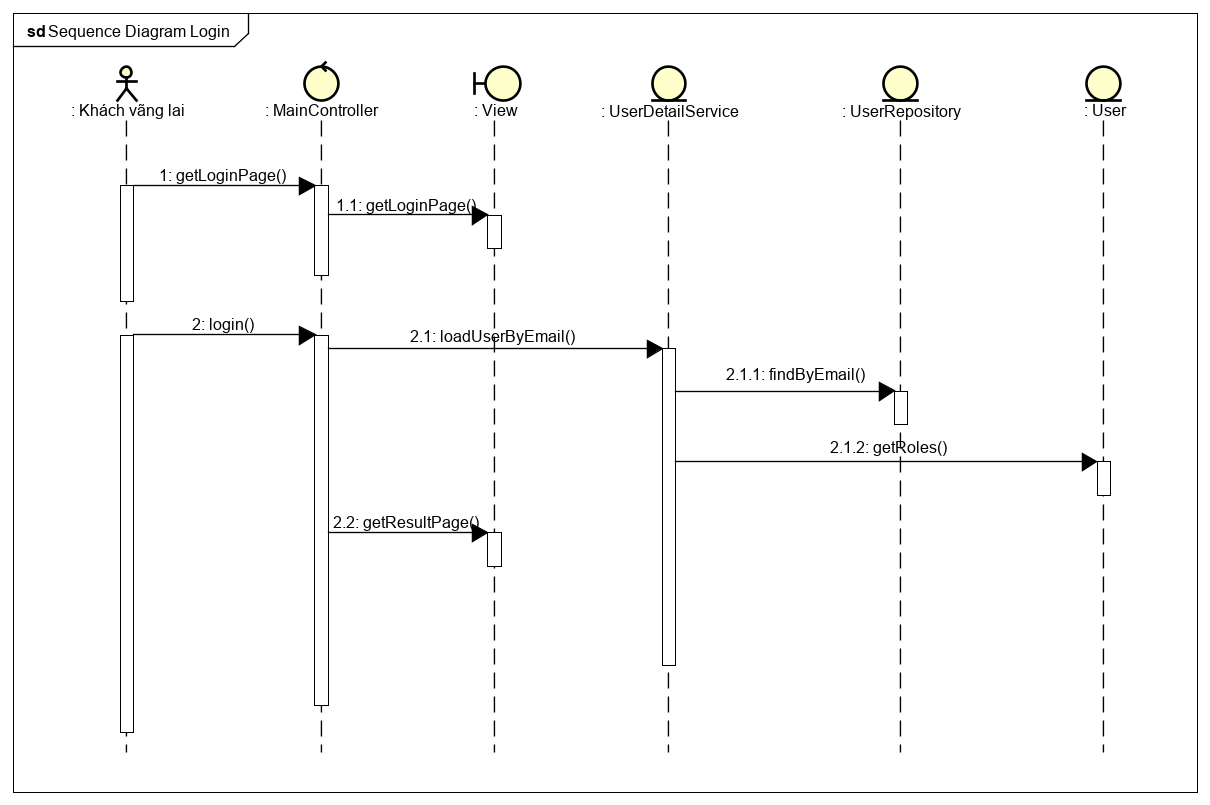 sd Sequence Diagram Login
: Khách vãng lai
: MainController
: View
: UserDetailService
: UserRepository
: User
1: getLoginPage()
1.1: getLoginPage()
2: login()
2.1: loadUserByEmail()
2.1.1: findByEmail()
2.1.2: getRoles()
2.2: getResultPage()